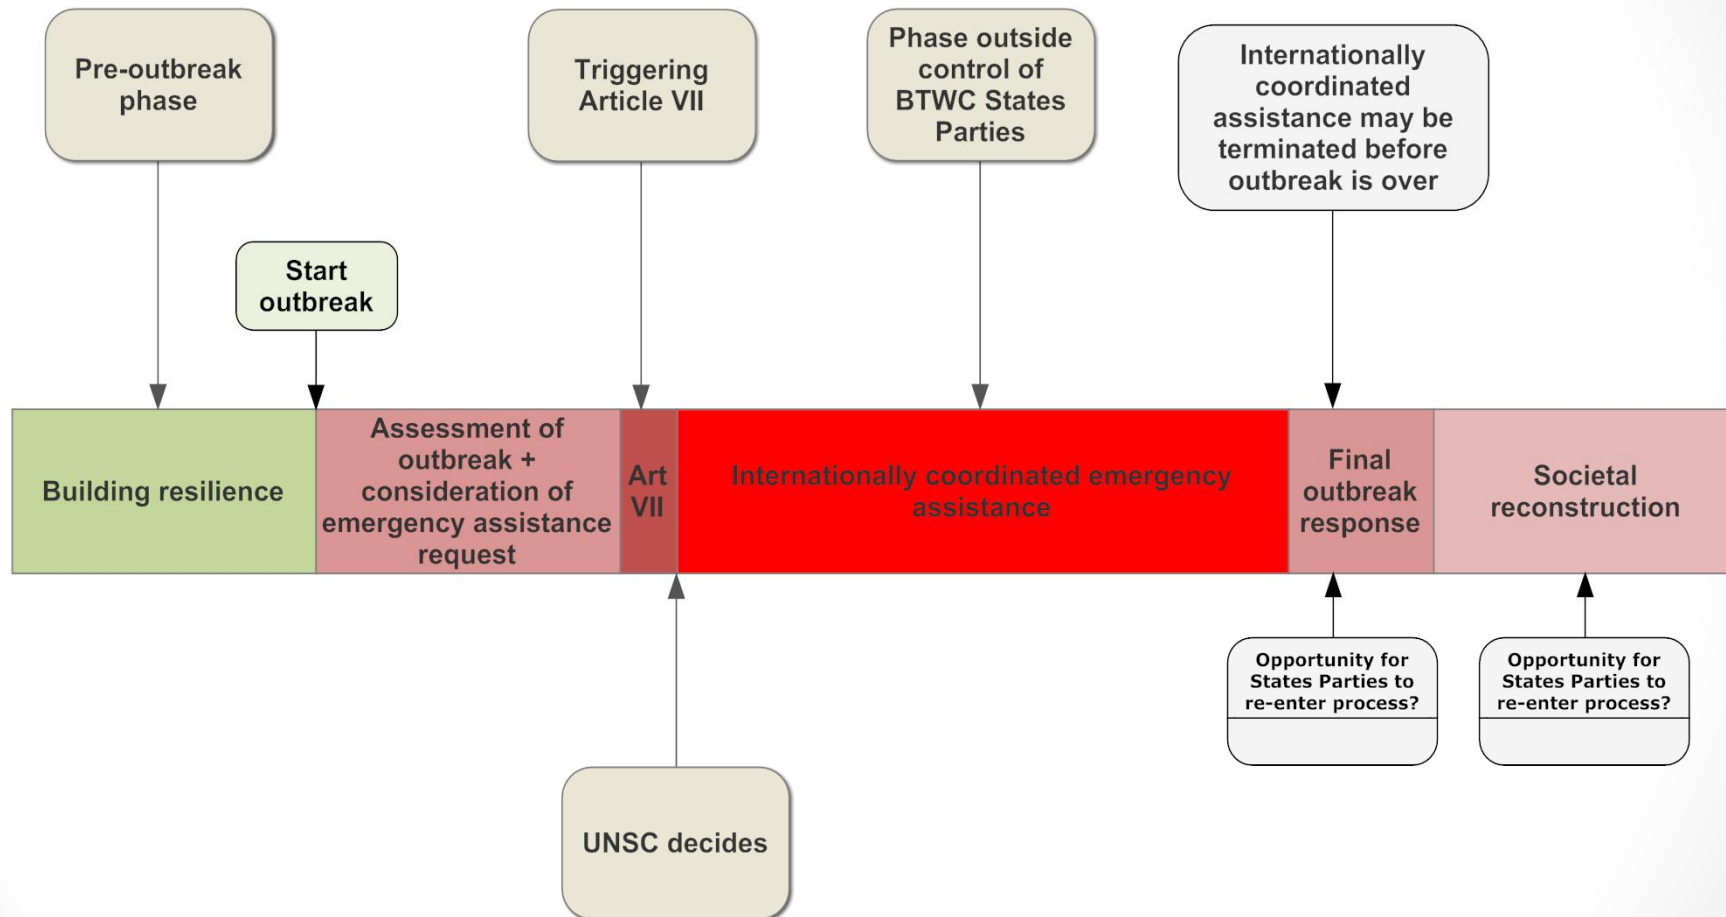 Pre-outbreak
phase
Triggering
Article VII
Phase outside
control of
BTWC States
Parties
Internationally
coordinated
assistance may be
terminated before
outbreak is over
Start
outbreak
Building resilience
Assessment of
outbreak +
consideration of
emergency assistance
request
Art
VII
Internationally coordinated emergency
assistance
Final
outbreak
response
Societal
reconstruction
Opportunity for
States Parties to
re-enter process?
Opportunity for
States Parties to
re-enter process?
UNSC decides